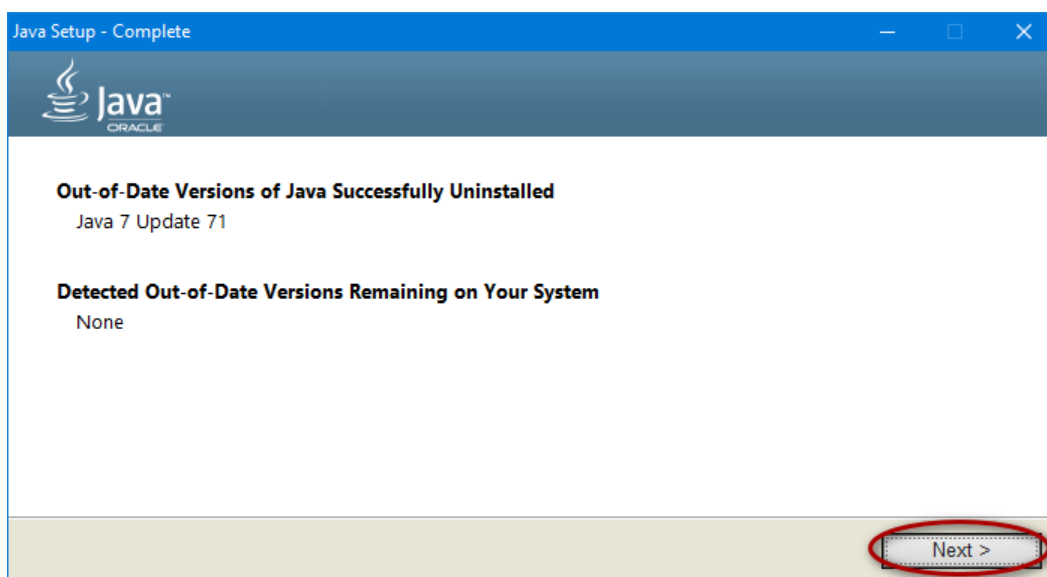 Java Setup - Complete
Java™
ORACLE
Out-of-Date Versions of Java Successfully Uninstalled
Java 7 Update 71
Detected Out-of-Date Versions Remaining on Your System
None
Next >